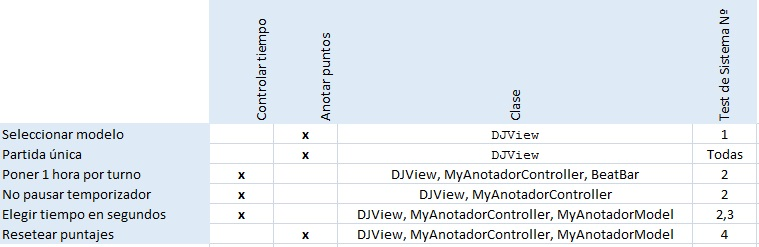 Controlar tiempo
Anotar puntos
Clase
Test de Sistema Nº
Seleccionar modelo x DJView 1
Partida única x DJView Todas
Poner 1 hora por turno x DJView, MyAnotadorController, BeatBar 2
No pausar temporizador x DJView, MyAnotadorController 2
Elegir tiempo en segundos x DJView, MyAnotadorController, MyAnotadorModel 2,3
Resetear puntajes x DJView, MyAnotadorController, MyAnotadorModel 4